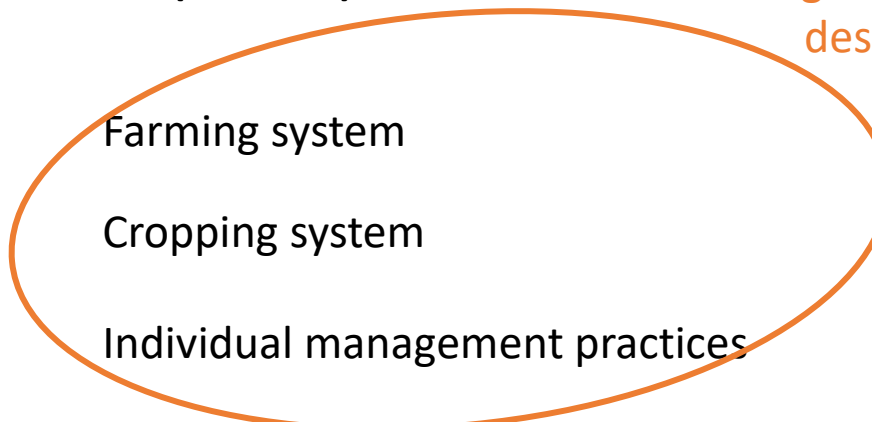 des
Farming system
Cropping system
Individual management practices